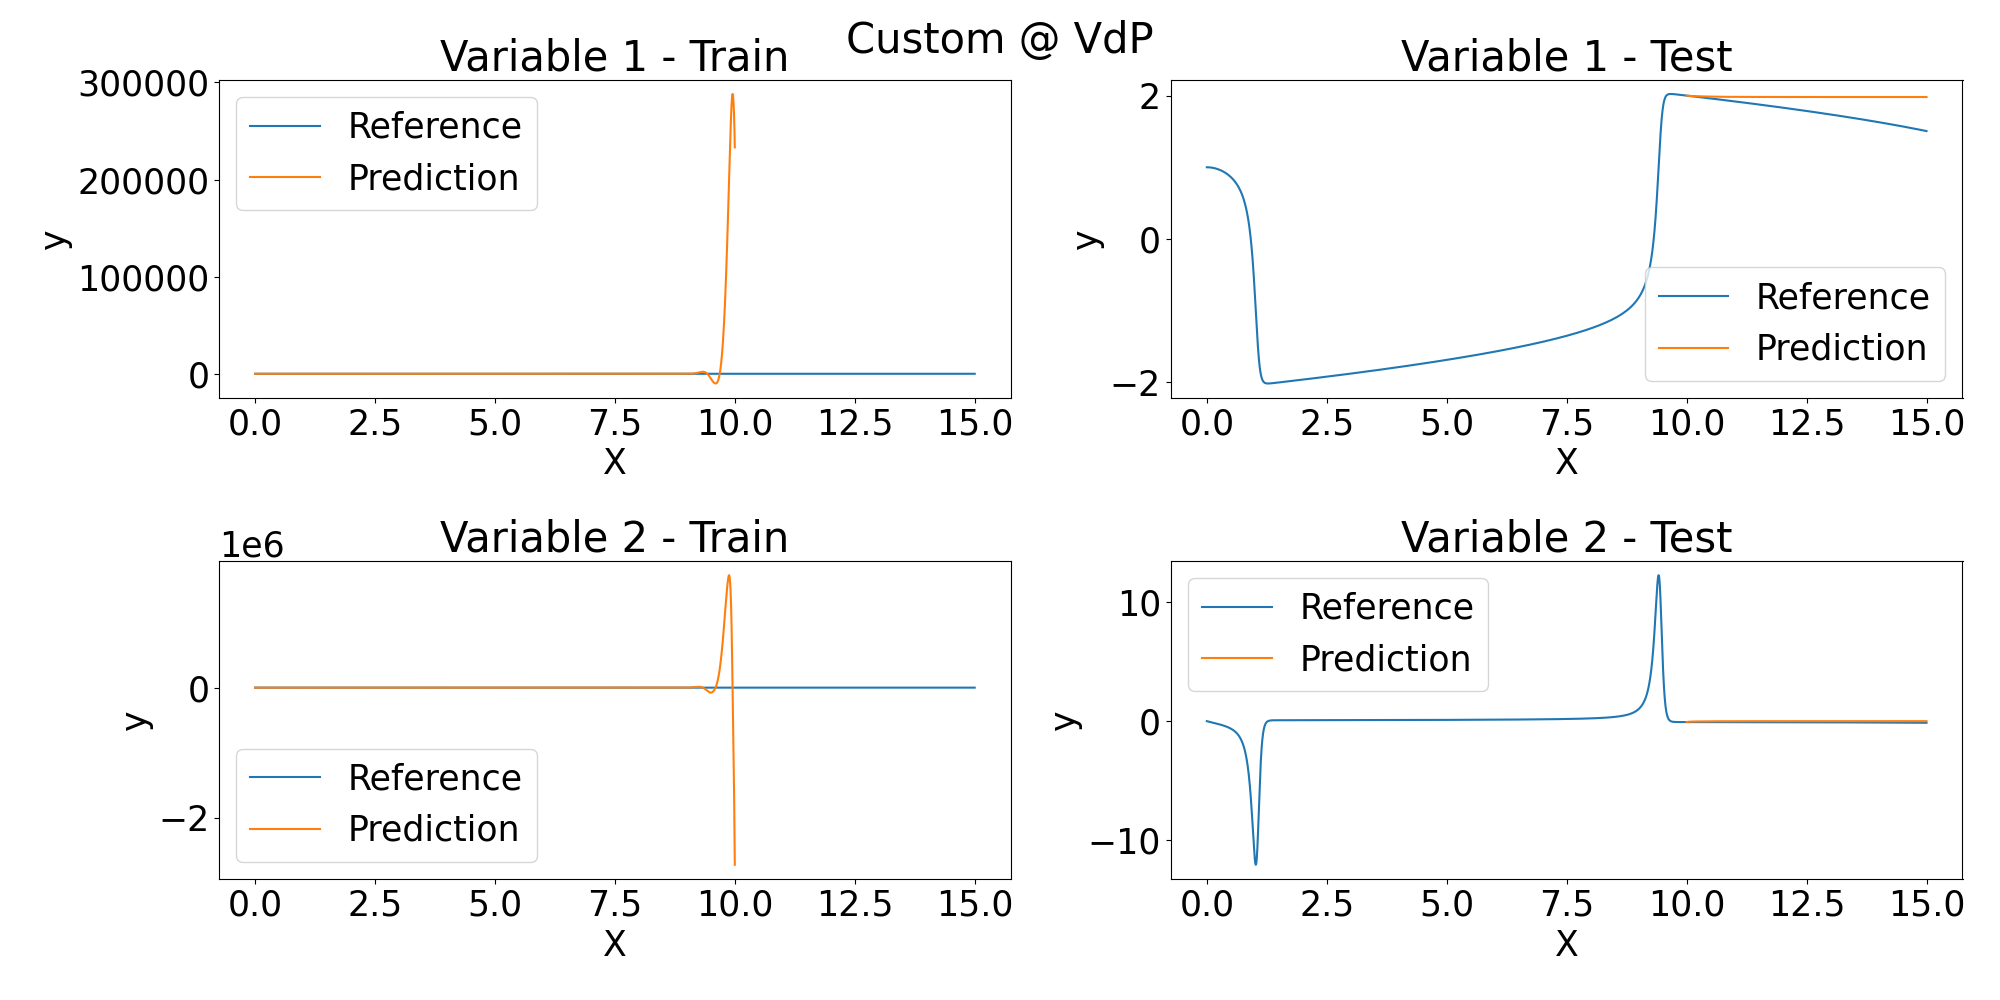 Custom @ VdP
Variable 1 - Train
300000
200000
100000
0
y
Reference
Prediction
0.0 2.5 5.0 7.5 10.0 12.5 15.0
X
Variable 1 - Test
2
0
−2
y
Reference
Prediction
0.0 2.5 5.0 7.5 10.0 12.5 15.0
X
Variable 2 - Train
1e6
0
−2
y
Reference
Prediction
0.0 2.5 5.0 7.5 10.0 12.5 15.0
X
Variable 2 - Test
10
0
−10
y
Reference
Prediction
0.0 2.5 5.0 7.5 10.0 12.5 15.0
X